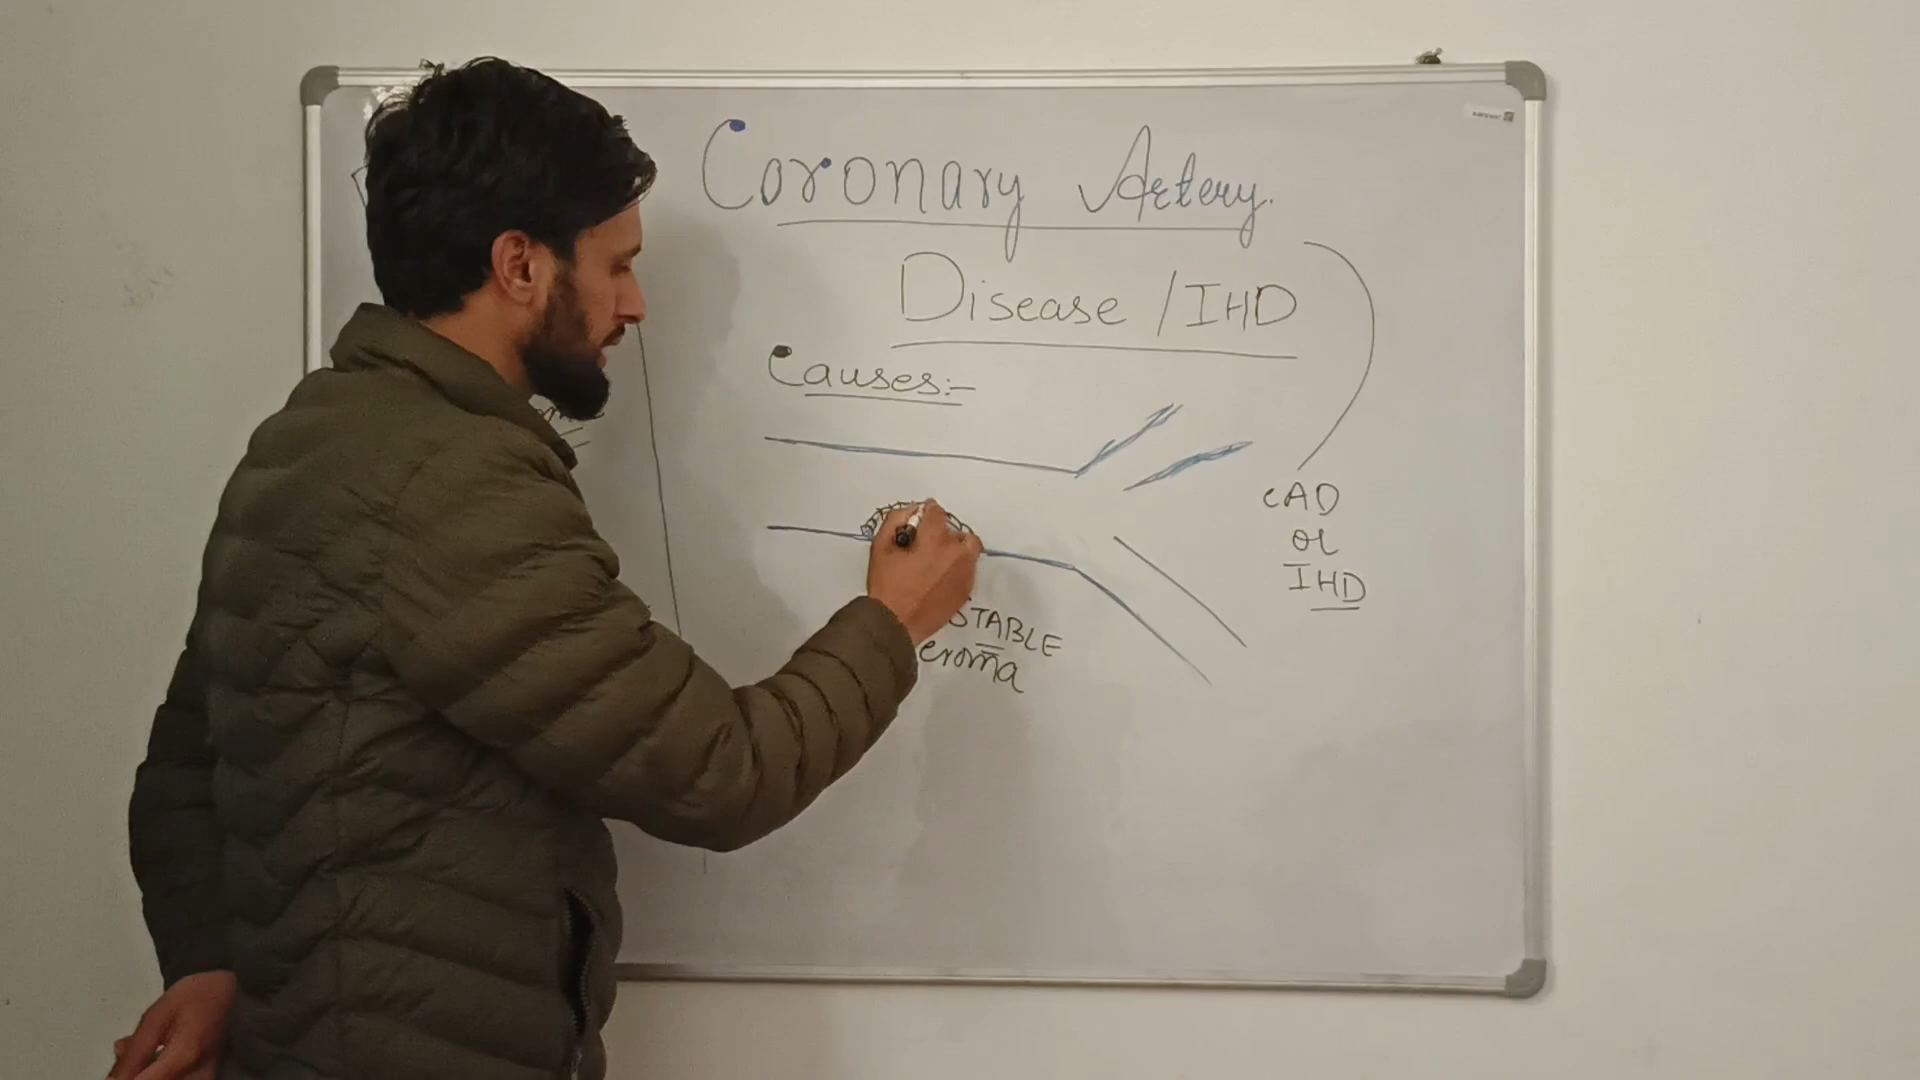 Coronary Artery.
Disease / IHD
Causes:-
CAD
or
IHD
STABLE
eroma